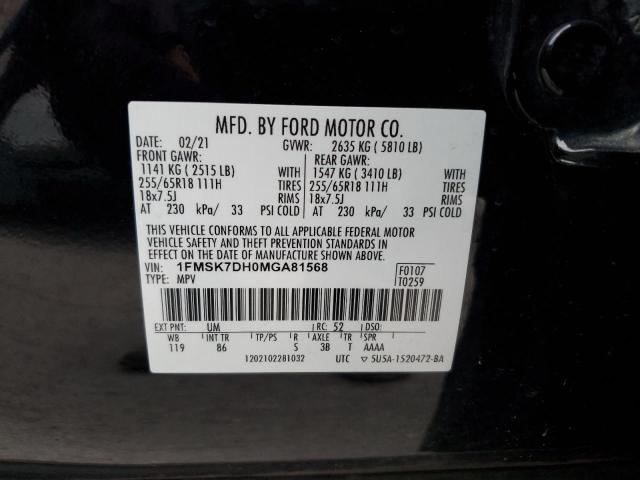 MFD. BY FORD MOTOR CO.
DATE: 02/21 GVWR: 2635 KG ( 5810 LB)
FRONT GAWR: REAR GAWR:
1141 KG ( 2515 LB) WITH 1547 KG ( 3410 LB) WITH
255/65R18 111H TIRES 255/65R18 111H TIRES
18x7.5J RIMS 18x7.5J RIMS
AT 230 kPa/ 33 PSI COLD AT 230 kPa/ 33 PSI COLD
THIS VEHICLE CONFORMS TO ALL APPLICABLE FEDERAL MOTOR
VEHICLE SAFETY AND THEFT PREVENTION STANDARDS IN
EFFECT ON THE DATE OF MANUFACTURE SHOWN ABOVE.
VIN: 1FMSK7DH0MGA81568 F0107
TYPE: MPV T0259
EXT PNT: UM RC: 52 DSO:
WB INT TR TP/PS R AXLE TR SPR
119 86 5 3B T AAAA
1202102281032 UTC ▽ 5U5A-1520472-BA